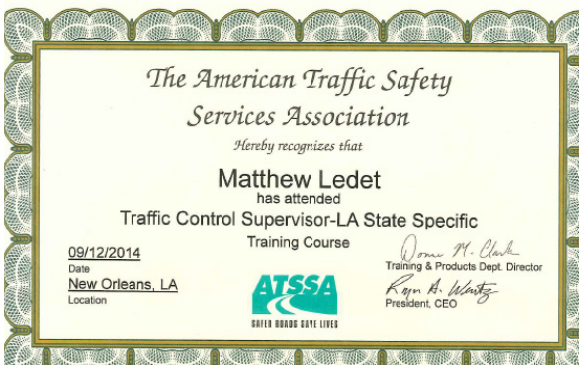 The American Traffic Safety
Services Association
Hereby recognizes that
Matthew Ledet
has attended
Traffic Control Supervisor-LA State Specific
Training Course
09/12/2014
Date
New Orleans, LA
Location
ATSSA
SAFER ROADS SAVE LIVES
Donna M. Clark
Training & Products Dept. Director
President, CEO